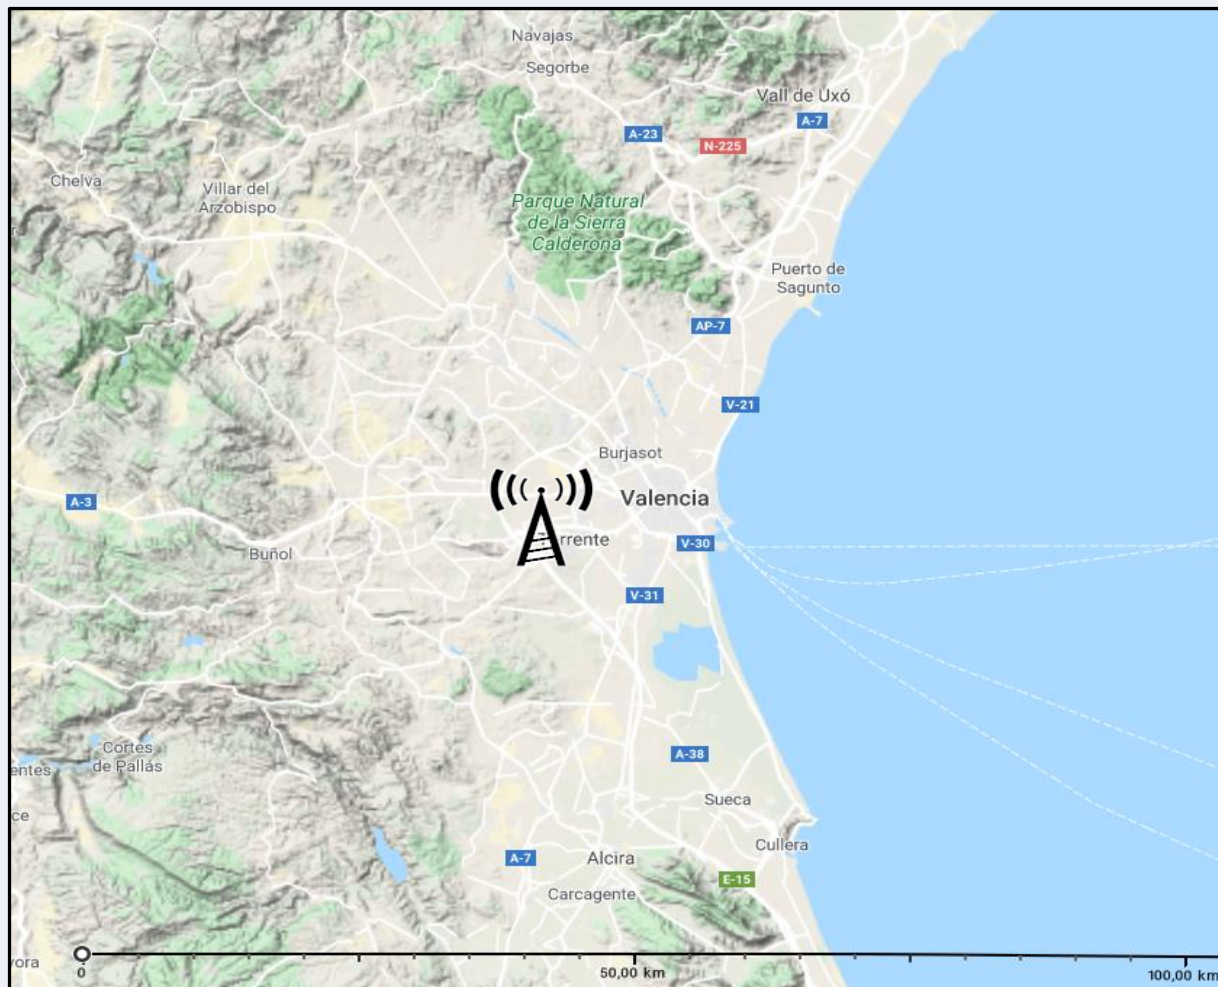 Navajas
Segorbe
Vall de Uxó
A-7
A-23
N-225
Chelva
Villar del
Arzobispo
Parque Natural
de la Sierra
Calderona
Puerto de
Sagunto
AP-7
V-21
Burjasot
Valencia
A-3
rrente
V-30
Buñol
V-31
Cortes
de Pallás
entes
A-38
Sueca
ce
Cullera
A-7
Alcira
E-15
Carcagente
ora
0
50,00 km
100,00 km